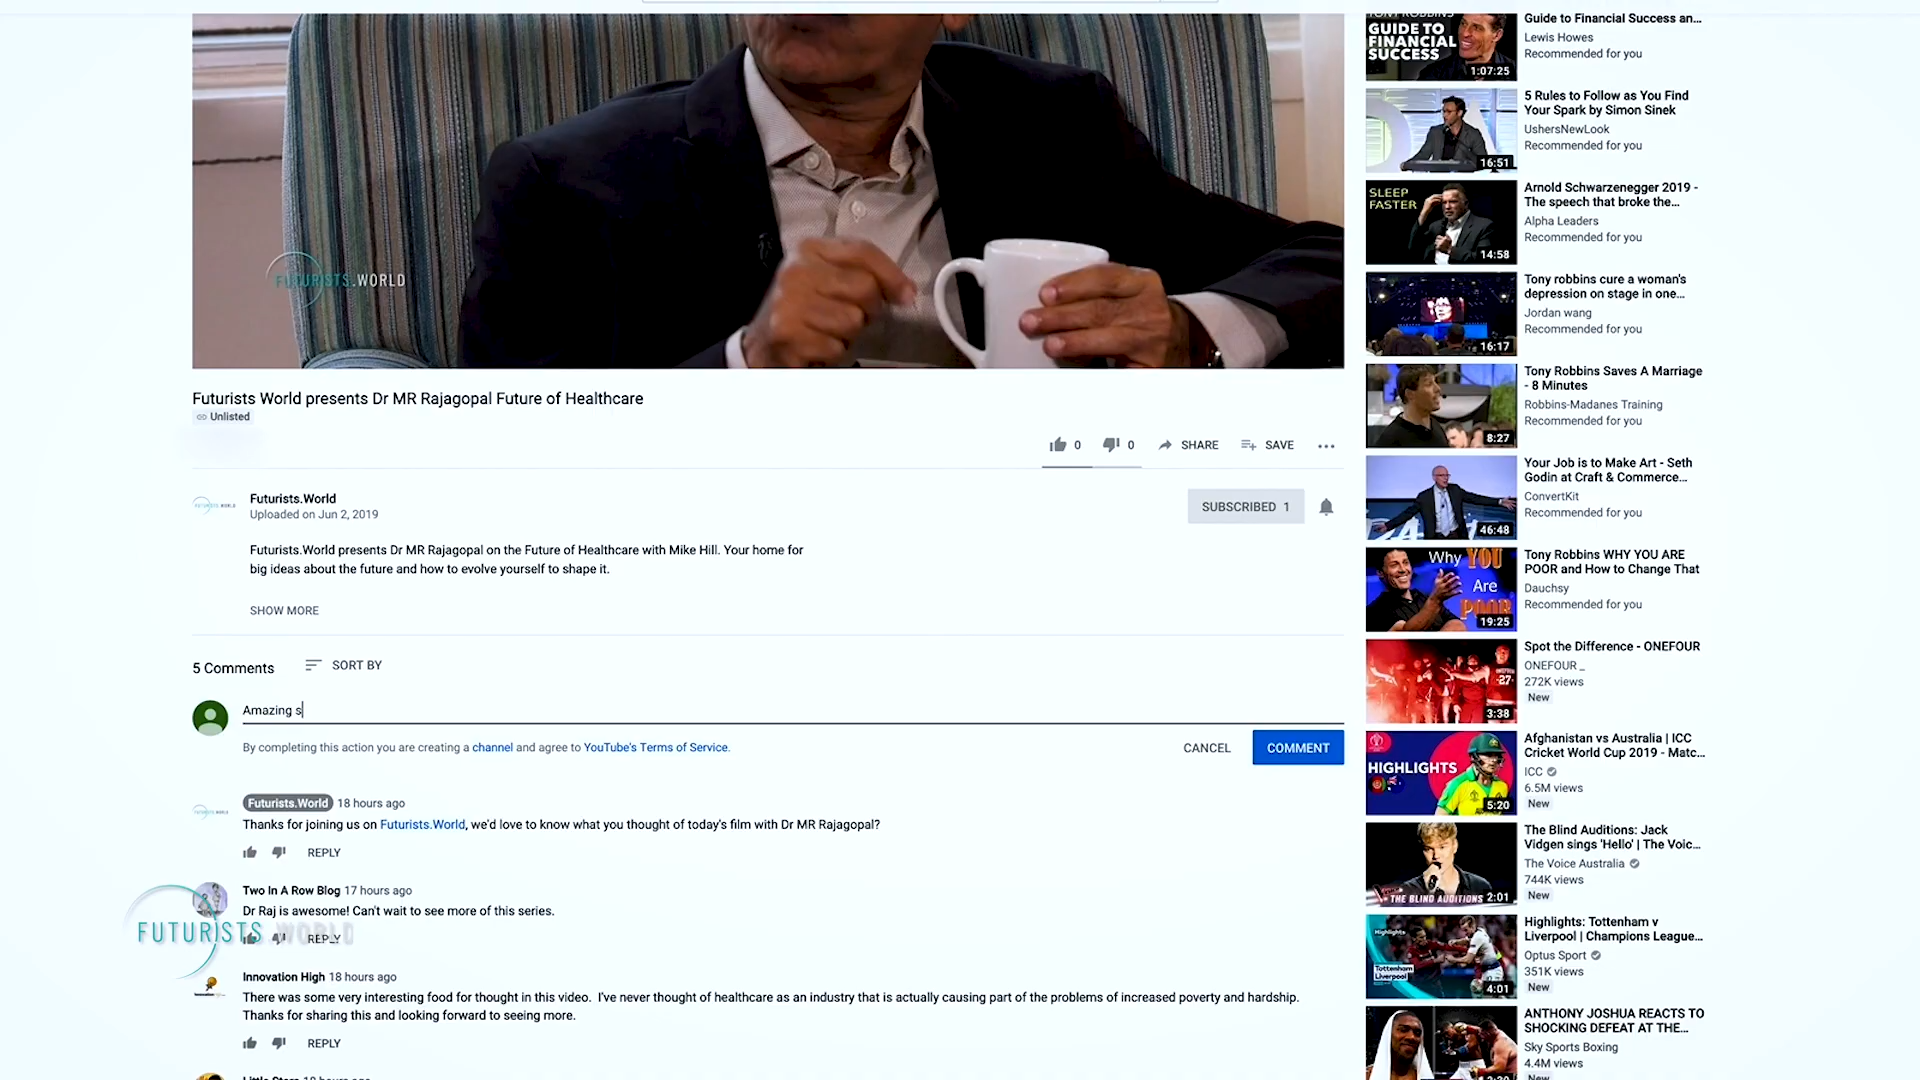 FUTURISTS.WORLD
Futurists World presents Dr MR Rajagopal Future of Healthcare
Unlisted
0
0
SHARE
SAVE
Futurists.World
Uploaded on Jun 2, 2019
SUBSCRIBED 1
Futurists.World presents Dr MR Rajagopal on the Future of Healthcare with Mike Hill. Your home for
big ideas about the future and how to evolve yourself to shape it.
SHOW MORE
5 Comments
SORT BY
Amazing s
By completing this action you are creating a channel and agree to YouTube's Terms of Service.
CANCEL
COMMENT
Futurists.World 18 hours ago
Thanks for joining us on Futurists.World, we'd love to know what you thought of today's film with Dr MR Rajagopal?
REPLY
Two In A Row Blog 17 hours ago
Dr Raj is awesome! Can't wait to see more of this series.
REPLY
FUTURISTS WORLD
Innovation High 18 hours ago
There was some very interesting food for thought in this video. I've never thought of healthcare as an industry that is actually causing part of the problems of increased poverty and hardship.
Thanks for sharing this and looking forward to seeing more.
REPLY
GUIDE TO
FINANCIAL
SUCCESS
1:07:25
Guide to Financial Success an...
Lewis Howes
Recommended for you
16:51
5 Rules to Follow as You Find
Your Spark by Simon Sinek
UshersNewLook
Recommended for you
SLEEP
FASTER
14:58
Arnold Schwarzenegger 2019 -
The speech that broke the...
Alpha Leaders
Recommended for you
16:17
Tony robbins cure a woman's
depression on stage in one...
Jordan wang
Recommended for you
8:27
Tony Robbins Saves A Marriage
- 8 Minutes
Robbins-Madanes Training
Recommended for you
46:48
Your Job is to Make Art - Seth
Godin at Craft & Commerce...
ConvertKit
Recommended for you
Why YOU
Are
POOR
19:25
Tony Robbins WHY YOU ARE
POOR and How to Change That
Dauchsy
Recommended for you
27
3:38
Spot the Difference - ONEFOUR
ONEFOUR _
272K views
New
HIGHLIGHTS
5:20
Afghanistan vs Australia | ICC
Cricket World Cup 2019 - Matc...
ICC
6.5M views
New
THE BLIND AUDITIONS
2:01
The Blind Auditions: Jack
Vidgen sings 'Hello' | The Voic...
The Voice Australia
744K views
New
Highlights
Tottenham
Liverpool
4:01
Highlights: Tottenham v
Liverpool | Champions League...
Optus Sport
351K views
New
ANTHONY JOSHUA REACTS TO
SHOCKING DEFEAT AT THE...
Sky Sports Boxing
4.4M views